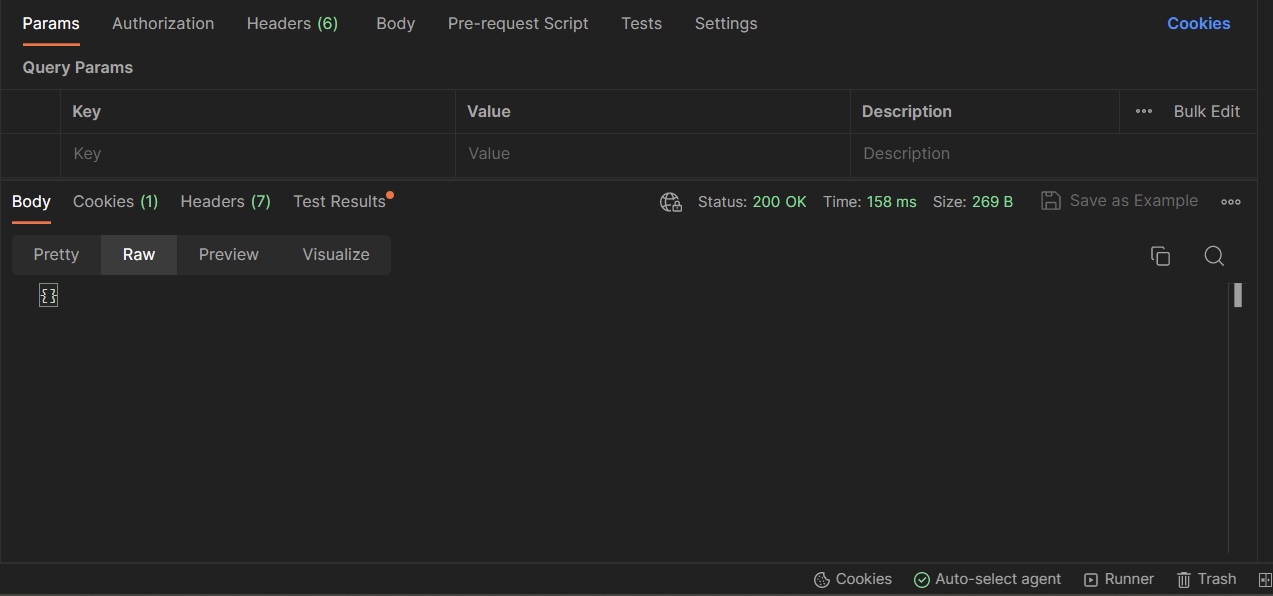 Params Authorization Headers (6) Body Pre-request Script Tests Settings Cookies
Query Params
Key Value Description Bulk Edit
Key Value Description
Body Cookies (1) Headers (7) Test Results Status: 200 OK Time: 158 ms Size: 269 B Save as Example
Pretty Raw Preview Visualize
{}
Cookies Auto-select agent Runner Trash